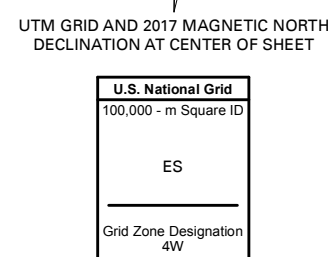 UTM GRID AND 2017 MAGNETIC NORTH
DECLINATION AT CENTER OF SHEET
U.S. National Grid
100,000 - m Square ID
ES
Grid Zone Designation
4W